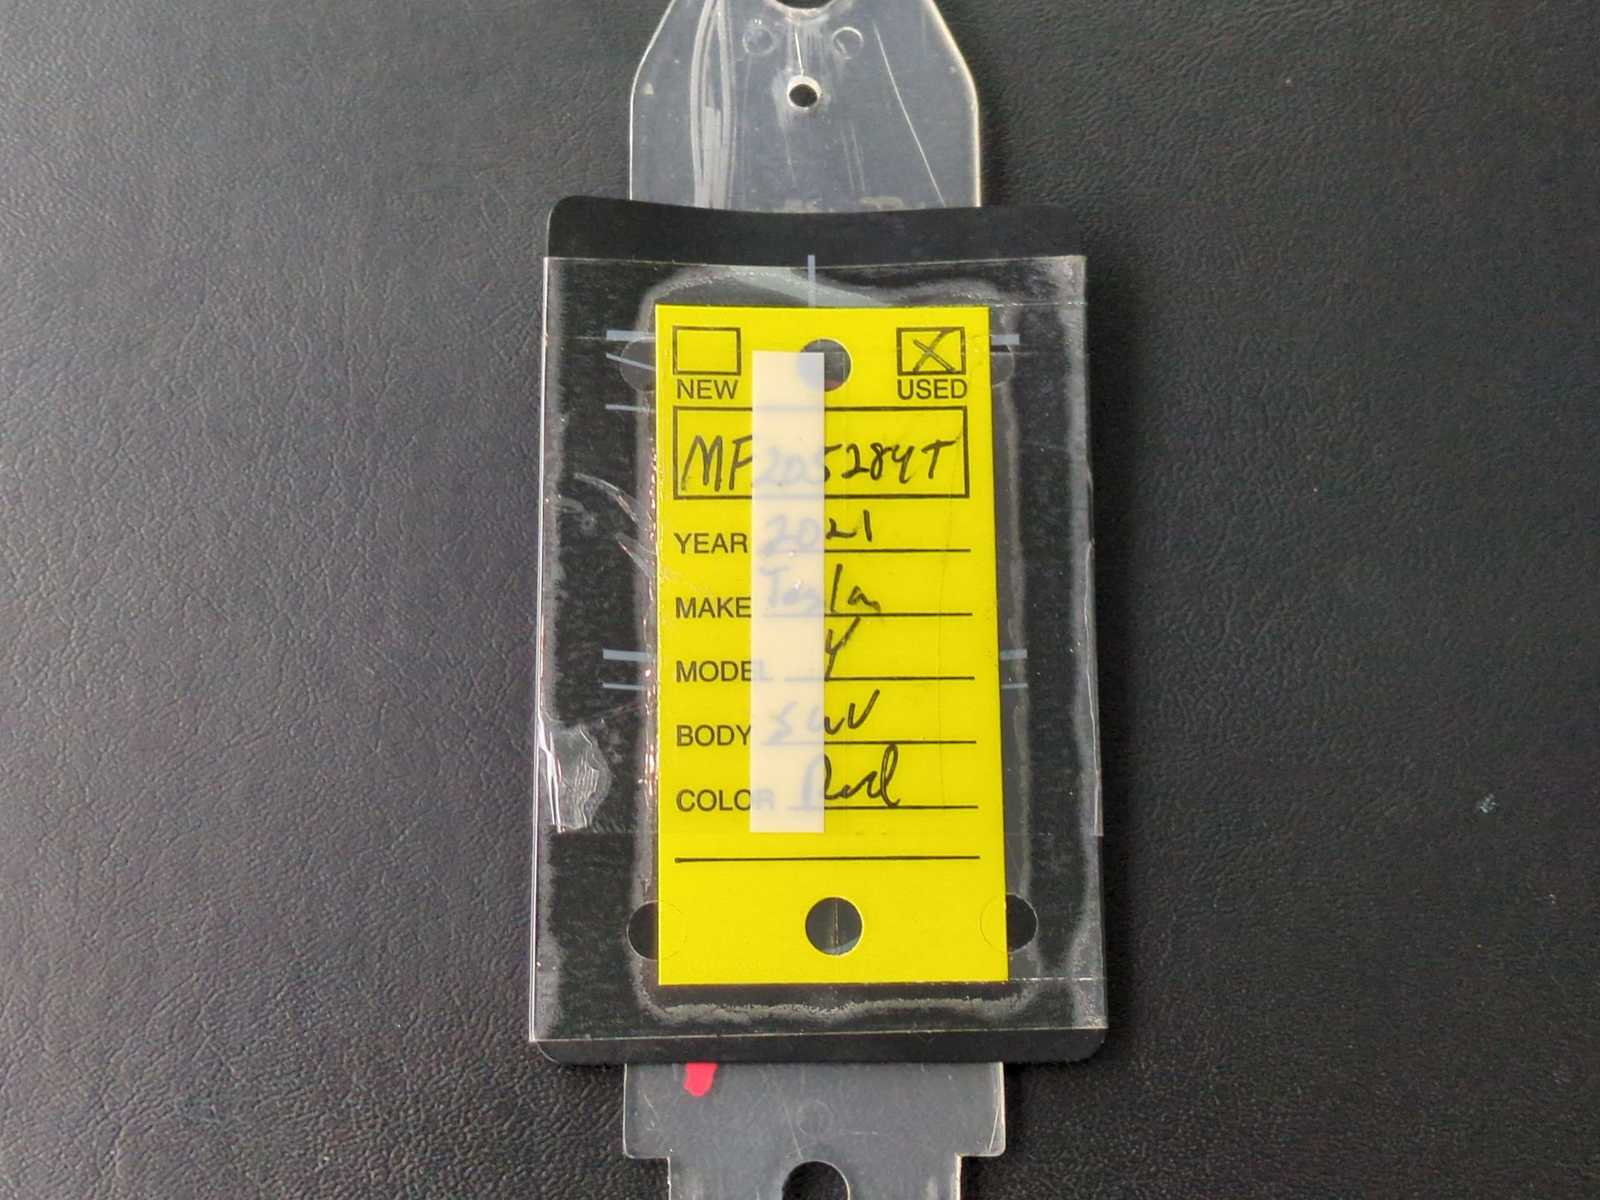 NEW USED
MF205284T
YEAR 2021
MAKE Tesla
MODEL Y
BODY SUV
COLOR Red